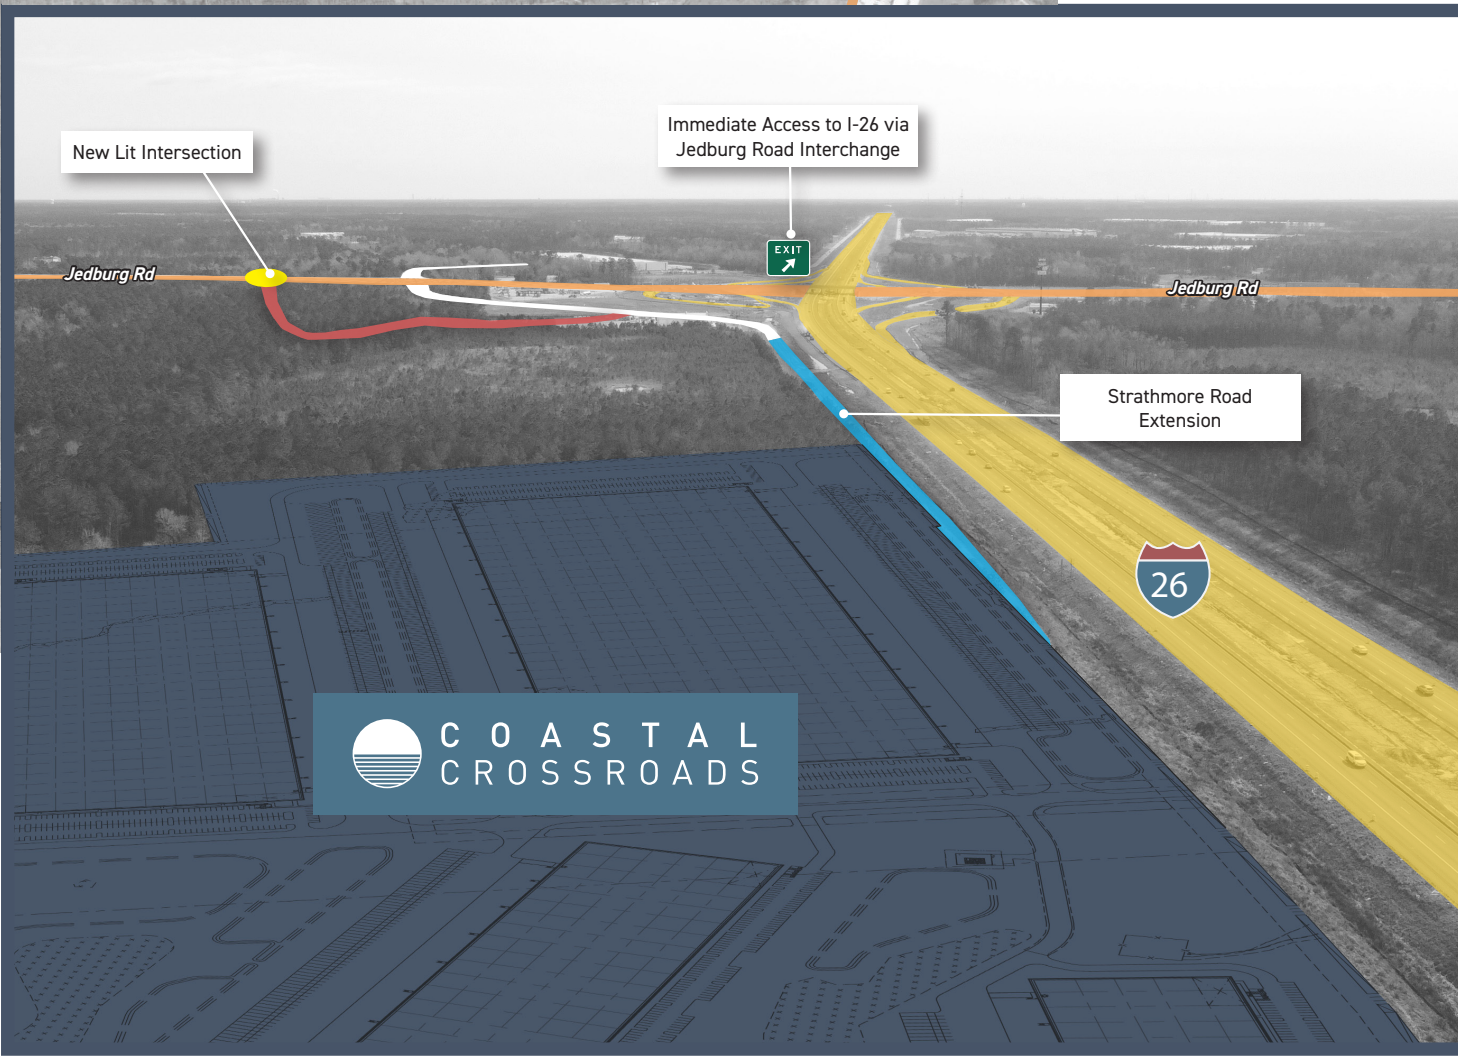 New Lit Intersection
Immediate Access to I-26 via
Jedburg Road Interchange
EXIT
Jedburg Rd
Jedburg Rd
Strathmore Road
Extension
26
COASTAL
CROSSROADS